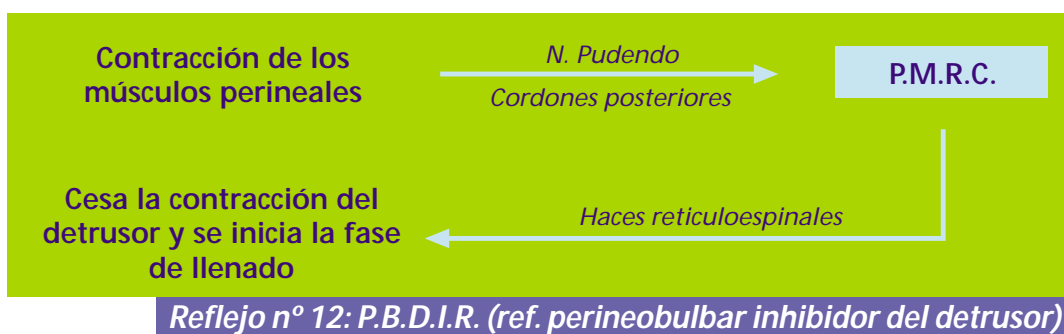 Contracción de los
músculos perineales
N. Pudendo
Cordones posteriores
P.M.R.C.
Cesa la contracción del
detrusor y se inicia la fase
de llenado
Haces reticuloespinales
Reflejo nº 12: P.B.D.I.R. (ref. perineobulbar inhibidor del detrusor)